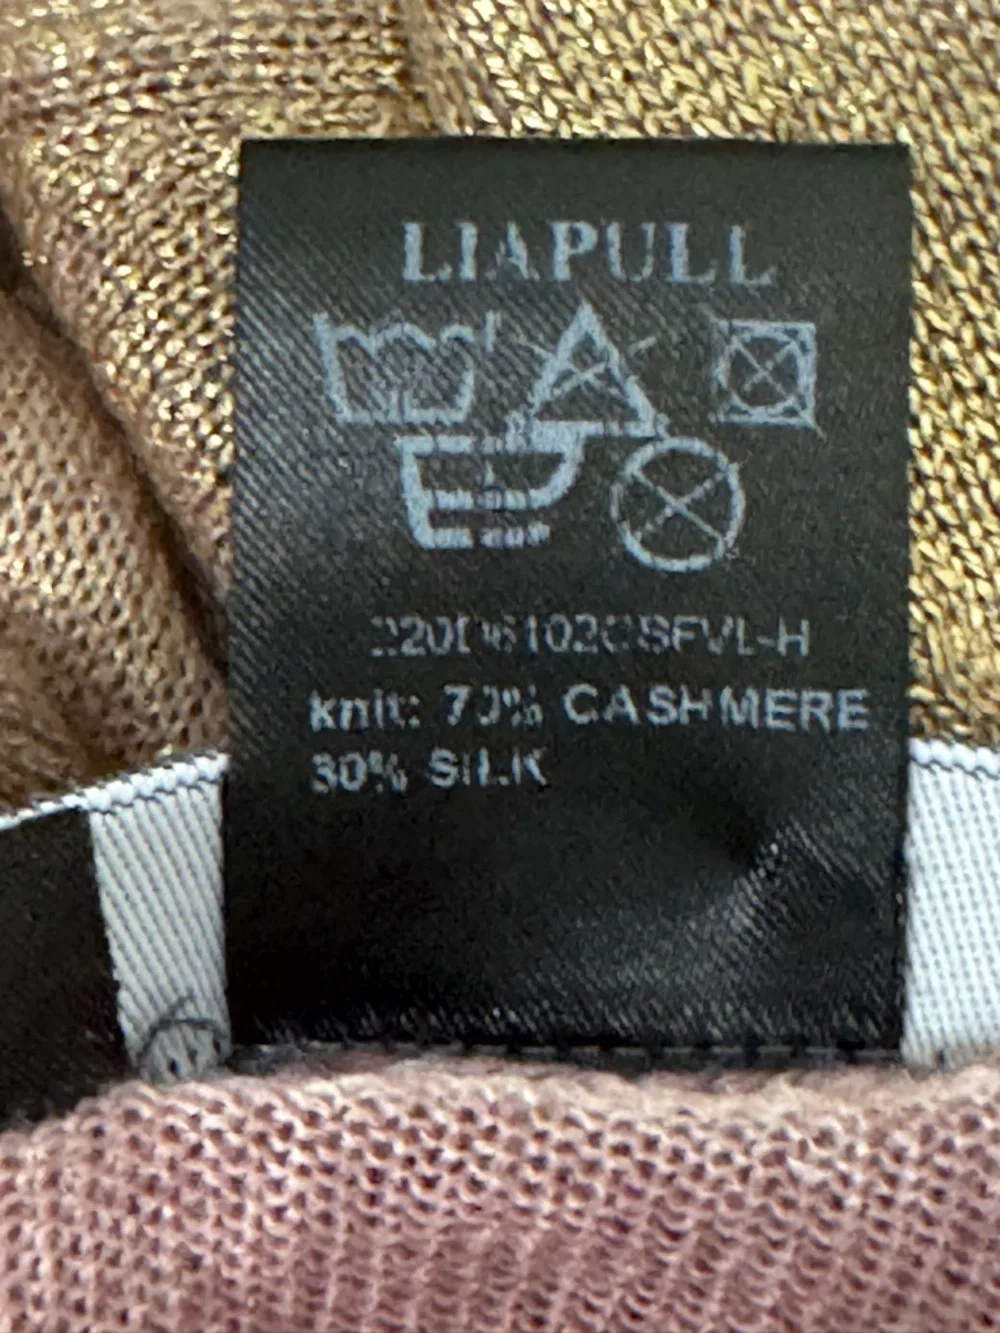 LIAPULL
knit: 70% CASHMERE
30% SILK